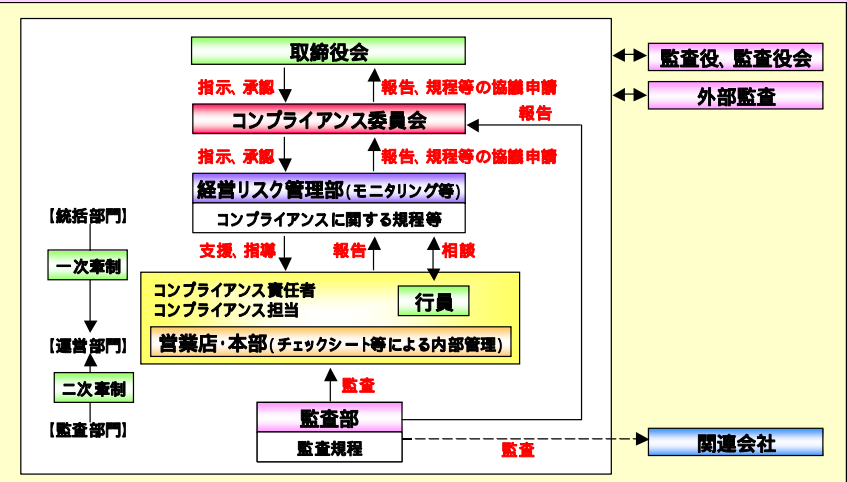 取締役会
監査役、監査役会
指示、承認
報告、規程等の協議申請
外部監査
コンプライアンス委員会
報告
指示、承認
報告、規程等の協議申請
経営リスク管理部(モニタリング等)
コンプライアンスに関する規程等
【統括部門】
支援、指導
報告
相談
一次牽制
コンプライアンス責任者
コンプライアンス担当
行員
【運営部門】
営業店・本部(チェックシート等による内部管理)
二次牽制
監査
監査部
【監査部門】
監査規程
監査
関連会社